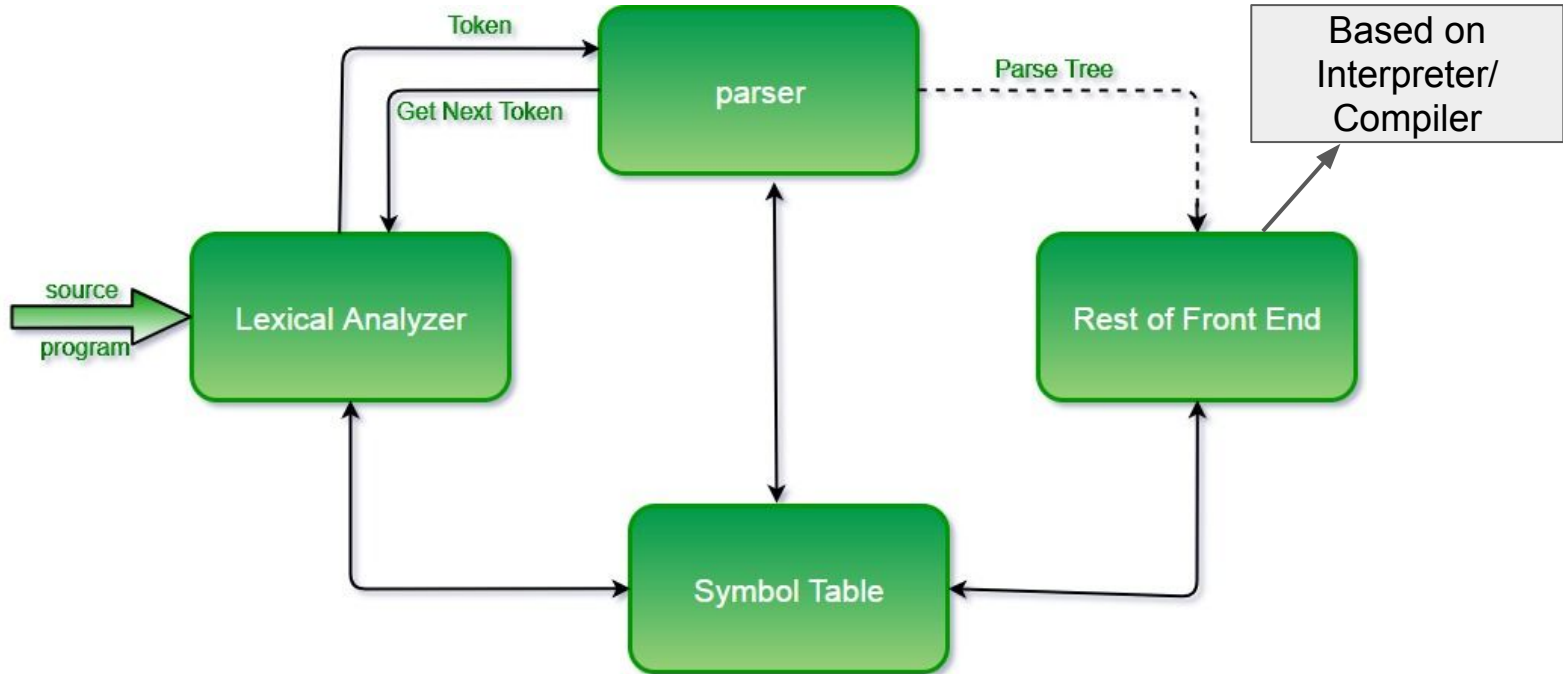 Token
parser
Get Next Token
Parse Tree
Based on
Interpreter/
Compiler
source
program
Lexical Analyzer
Rest of Front End
Symbol Table